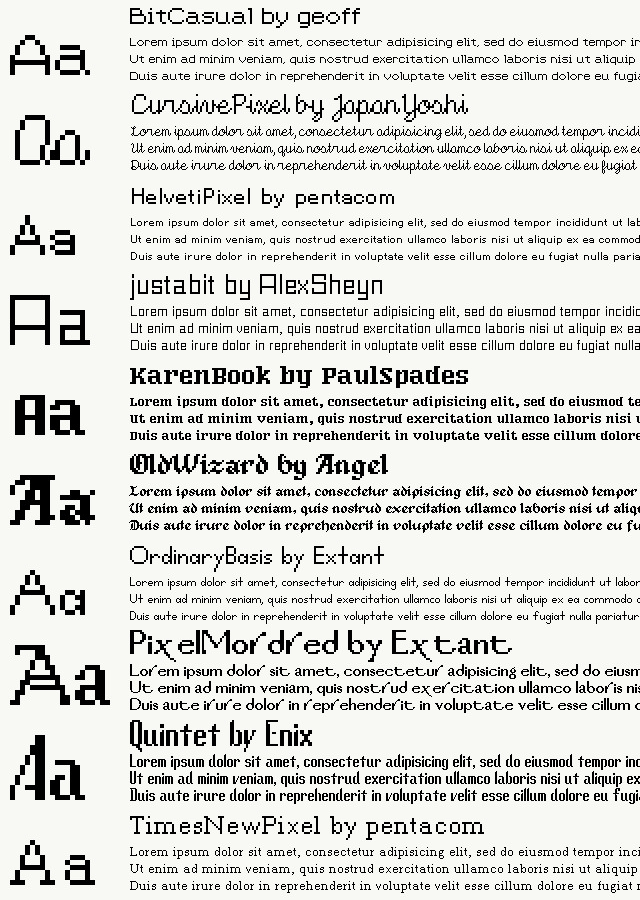 BitCasual by geoff
Aa
Lorem ipsum dolor sit amet, consectetur adipisicing elit, sed do eiusmod tempor in
Ut enim ad minim veniam, quis nostrud exercitation ullamco laboris nisi ut aliquip
Duis aute irure dolor in reprehenderit in voluptate velit esse cillum dolore eu fugia
CursivePixel by JapanYoshi
Aa
Lorem ipsum dolor sit amet, consectetur adipisicing elit, sed do eiusmod tempor incidi
Ut enim ad minim veniam, quis nostrud exercitation ullamco laboris nisi ut aliquip ex ea
Duis aute irure dolor in reprehenderit in voluptate velit esse cillum dolore eu fugiat
HelvetiPixel by pentacom
Aa
Lorem ipsum dolor sit amet, consectetur adipisicing elit, sed do eiusmod tempor incididunt ut lab
Ut enim ad minim veniam, quis nostrud exercitation ullamco laboris nisi ut aliquip ex ea commod
Duis aute irure dolor in reprehenderit in voluptate velit esse cillum dolore eu fugiat nulla paria
justabit by AlexSheyn
Aa
Lorem ipsum dolor sit amet, consectetur adipisicing elit, sed do eiusmod tempor incidid
Ut enim ad minim veniam, quis nostrud exercitation ullamco laboris nisi ut aliquip ex ea
Duis aute irure dolor in reprehenderit in voluptate velit esse cillum dolore eu fugiat nulla
KarenBook by PaulSpades
Aa
Lorem ipsum dolor sit amet, consectetur adipisicing elit, sed do eiusmod te
Ut enim ad minim veniam, quis nostrud exercitation ullamco laboris nisi u
Duis aute irure dolor in reprehenderit in voluptate velit esse cillum dolore
OldWizard by Angel
Aa
Lorem ipsum dolor sit amet, consectetur adipisicing elit, sed do eiusmod tempor
Ut enim ad minim veniam, quis nostrud exercitation ullamco laboris nisi ut aliq
Duis aute irure dolor in reprehenderit in voluptate velit esse cillum dolore eu fu
OrdinaryBasis by Extant
Aa
Lorem ipsum dolor sit amet, consectetur adipisicing elit, sed do eiusmod tempor incididunt ut labor
Ut enim ad minim veniam, quis nostrud exercitation ullamco laboris nisi ut aliquip ex ea commodo c
Duis aute irure dolor in reprehenderit in voluptate velit esse cillum dolore eu fugiat nulla pariatur
PixelMordred by Extant
Aa
Lorem ipsum dolor sit amet, consectetur adipisicing elit, sed do eiusm
Ut enim ad minim veniam, quis nostrud exercitation ullamco laboris nis
Duis aute irure dolor in reprehenderit in voluptate velit esse cillum d
Quintet by Enix
Aa
Lorem ipsum dolor sit amet, consectetur adipisicing elit, sed do eiusmod tempor inc
Ut enim ad minim veniam, quis nostrud exercitation ullamco laboris nisi ut aliquip ex
Duis aute irure dolor in reprehenderit in voluptate velit esse cillum dolore eu fugi
TimesNewPixel by pentacom
Aa
Lorem ipsum dolor sit amet, consectetur adipisicing elit, sed do eiusmod tempor inci
Ut enim ad minim veniam, quis nostrud exercitation ullamco laboris nisi ut aliquip e
Duis aute irure dolor in reprehenderit in voluptate velit esse cillum dolore eu fugiat